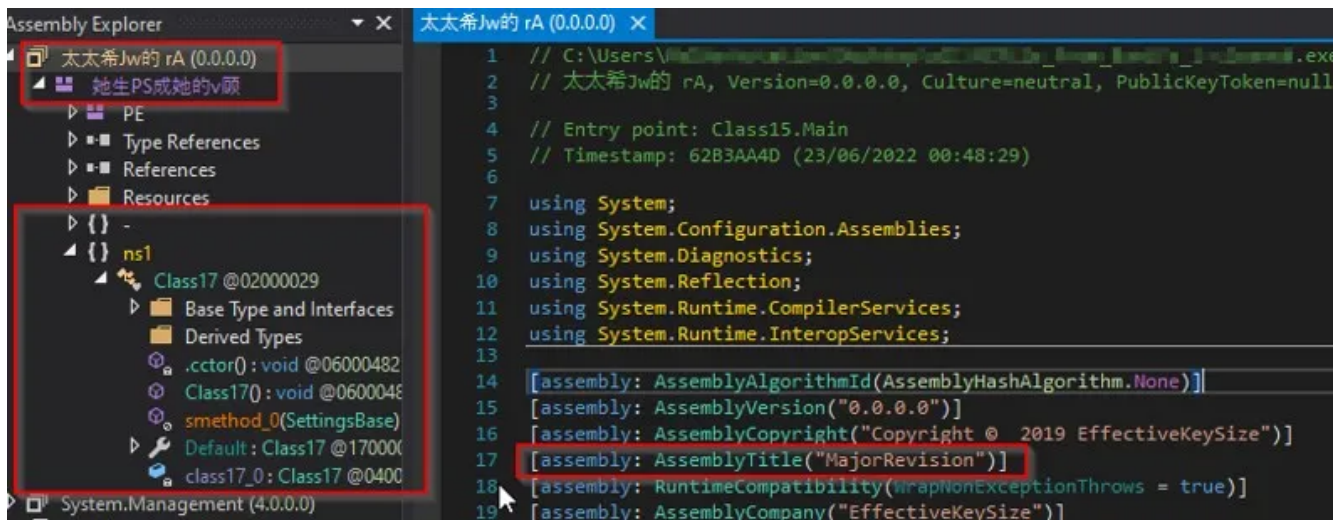 Assembly Explorer
太太希Jw的 rA (0.0.0.0)
她生PS成她的v顾
PE
Type References
References
Resources
{ } -
{ } ns1
Class17 @02000029
Base Type and Interfaces
Derived Types
.cctor() : void @06000482
Class17() : void @0600048
smethod_0(SettingsBase)
Default : Class17 @170000
class17_0 : Class17 @0400
System.Management (4.0.0.0)
太太希Jw的 rA (0.0.0.0)
1 // C:\Users\ .exe
2 // 太太希Jw的 rA, Version=0.0.0.0, Culture=neutral, PublicKeyToken=null
3
4 // Entry point: Class15.Main
5 // Timestamp: 62B3AA4D (23/06/2022 00:48:29)
6
7 using System;
8 using System.Configuration.Assemblies;
9 using System.Diagnostics;
10 using System.Reflection;
11 using System.Runtime.CompilerServices;
12 using System.Runtime.InteropServices;
13
14 [assembly: AssemblyAlgorithmId(AssemblyHashAlgorithm.None)]
15 [assembly: AssemblyVersion("0.0.0.0")]
16 [assembly: AssemblyCopyright("Copyright © 2019 EffectiveKeySize")]
17 [assembly: AssemblyTitle("MajorRevision")]
18 [assembly: RuntimeCompatibility(WrapNonExceptionThrows = true)]
19 [assembly: AssemblyCompany("EffectiveKeySize")]